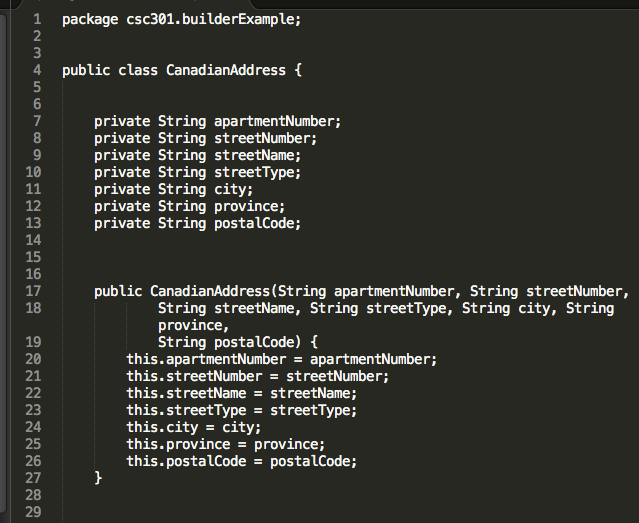 1 package csc301.builderExample;
2
3
4 public class CanadianAddress {
5
6
7 private String apartmentNumber;
8 private String streetNumber;
9 private String streetName;
10 private String streetType;
11 private String city;
12 private String province;
13 private String postalCode;
14
15
16
17 public CanadianAddress(String apartmentNumber, String streetNumber,
18 String streetName, String streetType, String city, String
province,
19 String postalCode) {
20 this.apartmentNumber = apartmentNumber;
21 this.streetNumber = streetNumber;
22 this.streetName = streetName;
23 this.streetType = streetType;
24 this.city = city;
25 this.province = province;
26 this.postalCode = postalCode;
27 }
28
29